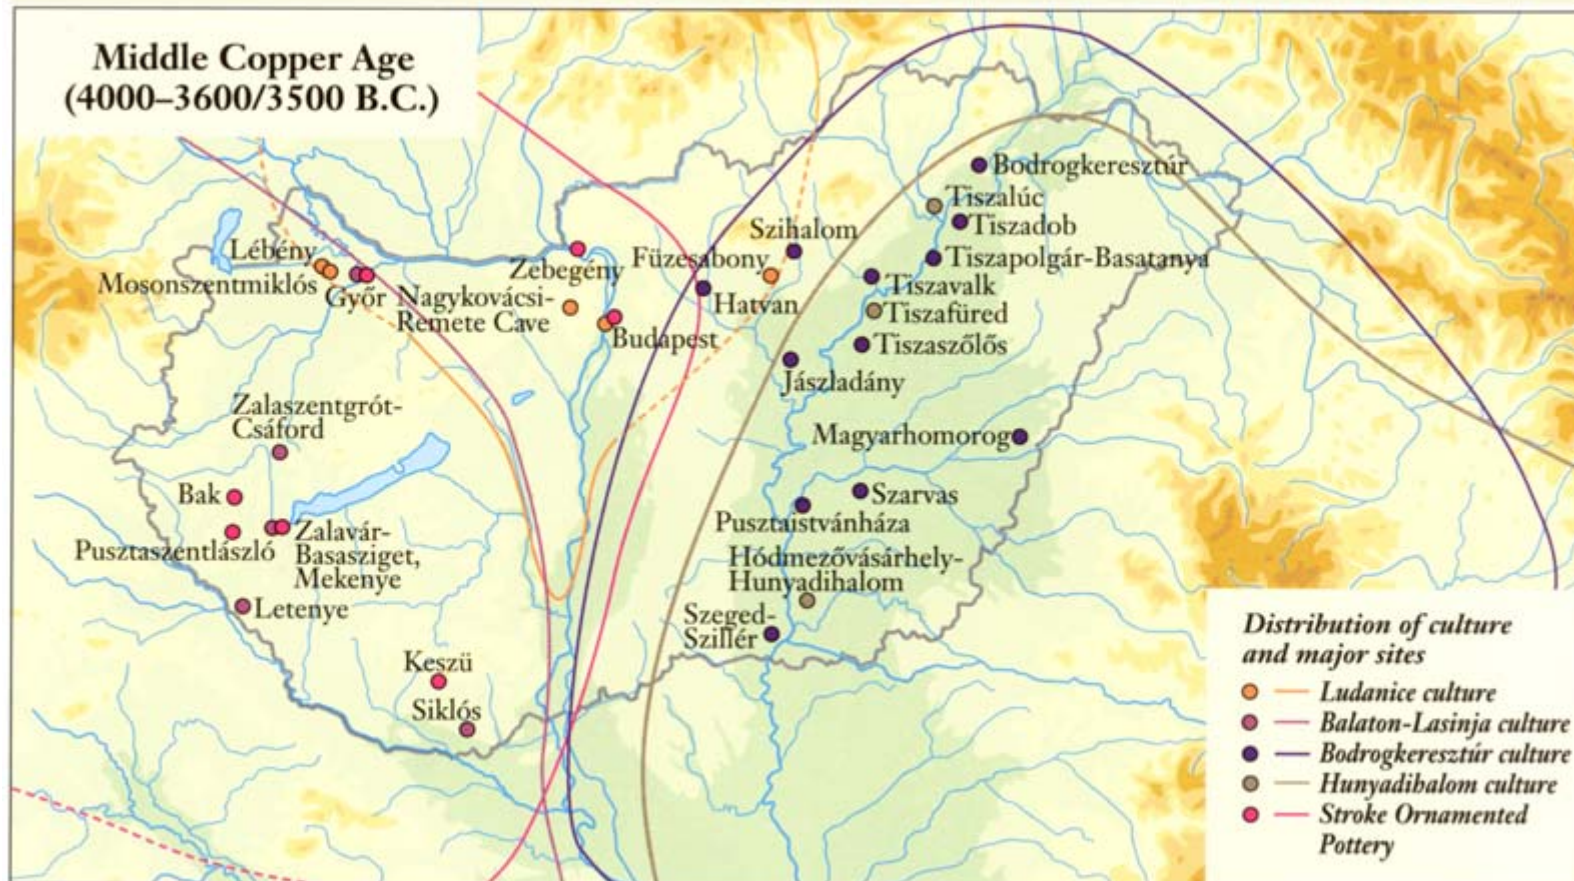 Middle Copper Age
(4000–3600/3500 B.C.)
Bodrogkeresztúr
Tiszalúc
Tiszadob
Szihalom
Lébény
Füzesabony
Tiszapolgár-Basatanya
Zebegény
Mosonszentmiklós
Győr
Nagykovácsi-
Remete Cave
Tiszavalk
Hatvan
Tiszafüred
Budapest
Tiszaszőlős
Jászladány
Zalaszentgrót-
Csáford
Magyarhomorog
Bak
Szarvas
Pusztaistvánháza
Pusztaszentlászló
Zalavár-
Basasziget,
Mekenye
Hódmezővásárhely-
Hunyadihalom
Letenye
Szeged-
Szillér
Keszü
Siklós
Distribution of culture
and major sites
Ludanice culture
Balaton-Lasinja culture
Bodrogkeresztúr culture
Hunyadihalom culture
Stroke Ornamented
Pottery